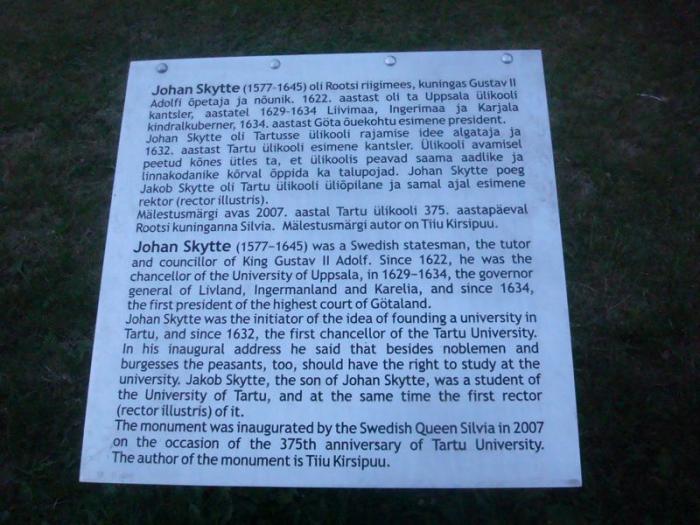 Johan Skytte (1577-1645) oli Rootsi riigimees, kuningas Gustav II
Adolfi õpetaja ja nõunik. 1622. aastast oli ta Uppsala ülikooli
kantsler, aastatel 1629-1634 Liivimaa, Ingerimaa ja Karjala
kindralkuberner, 1634. aastast Göta õuekohtu esimene president.
Johan Skytte oli Tartusse ülikooli rajamise idee algataja ja
1632. aastast Tartu ülikooli esimene kantsler. Ülikooli avamisel
peetud kõnes ütles ta, et ülikoolis peavad saama aadlike ja
linnakodanike kõrval õppida ka talupojad. Johan Skytte poeg
Jakob Skytte oli Tartu ülikooli üliõpilane ja samal ajal esimene
rektor (rector illustris).
Mälestusmärgi avas 2007. aastal Tartu ülikooli 375. aastapäeval
Rootsi kuninganna Silvia. Mälestusmärgi autor on Tiiu Kirsipuu.
Johan Skytte (1577-1645) was a Swedish statesman, the tutor
and councillor of King Gustav II Adolf. Since 1622, he was the
chancellor of the University of Uppsala, in 1629-1634, the governor
general of Livland, Ingermanland and Karelia, and since 1634,
the first president of the highest court of Götaland.
Johan Skytte was the initiator of the idea of founding a university in
Tartu, and since 1632, the first chancellor of the Tartu University.
In his inaugural address he said that besides noblemen and
burgesses the peasants, too, should have the right to study at the
university. Jakob Skytte, the son of Johan Skytte, was a student of
the University of Tartu, and at the same time the first rector
(rector illustris) of it.
The monument was inaugurated by the Swedish Queen Silvia in 2007
on the occasion of the 375th anniversary of Tartu University.
The author of the monument is Tiiu Kirsipuu.